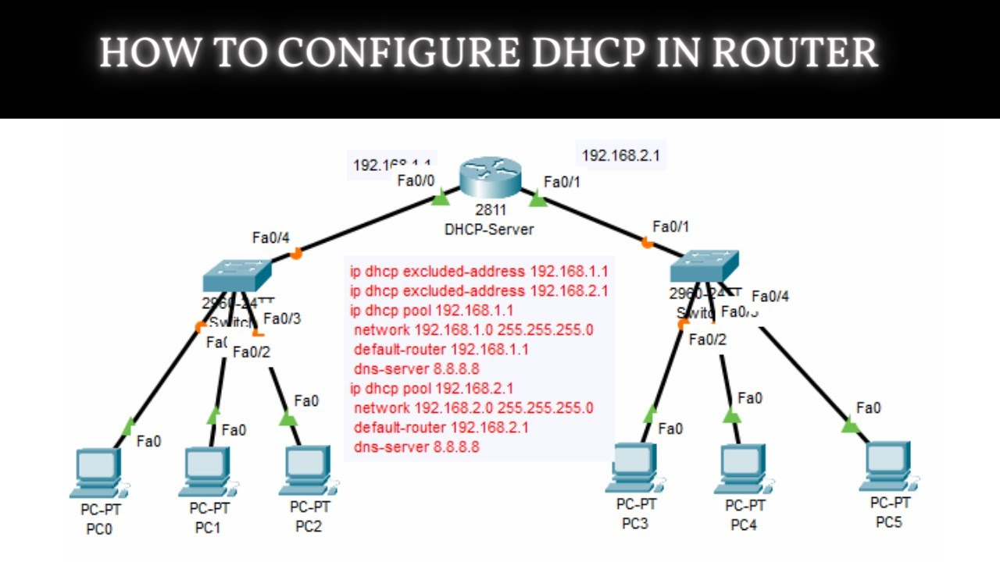 HOW TO CONFIGURE DHCP IN ROUTER
192.168.2.1
Fa0/0
Fa0/1
2811
DHCP-Server
Fa0/4
Fa0/1
ip dhcp excluded-address 192.168.1.1
ip dhcp excluded-address 192.168.2.1
ip dhcp pool 192.168.1.1
network 192.168.1.0 255.255.255.0
default-router 192.168.1.1
dns-server 8.8.8.8
ip dhcp pool 192.168.2.1
network 192.168.2.0 255.255.255.0
default-router 192.168.2.1
dns-server 8.8.8.8
Fa0/3
Fa0/2
Fa0/4
Fa0/2
Fa0
Fa0
Fa0
Fa0
Fa0
Fa0
PC-PT
PC0
PC-PT
PC1
PC-PT
PC2
PC-PT
PC3
PC-PT
PC4
PC-PT
PC5